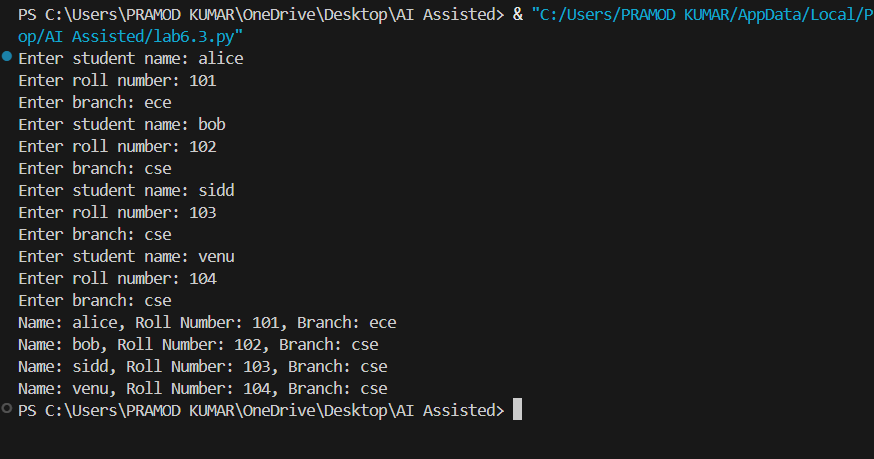 PS C:\Users\PRAMOD KUMAR\OneDrive\Desktop\AI Assisted> & "C:/Users/PRAMOD KUMAR/AppData/Local/P
op/AI Assisted/lab6.3.py"
Enter student name: alice
Enter roll number: 101
Enter branch: ece
Enter student name: bob
Enter roll number: 102
Enter branch: cse
Enter student name: sidd
Enter roll number: 103
Enter branch: cse
Enter student name: venu
Enter roll number: 104
Enter branch: cse
Name: alice, Roll Number: 101, Branch: ece
Name: bob, Roll Number: 102, Branch: cse
Name: sidd, Roll Number: 103, Branch: cse
Name: venu, Roll Number: 104, Branch: cse
PS C:\Users\PRAMOD KUMAR\OneDrive\Desktop\AI Assisted>